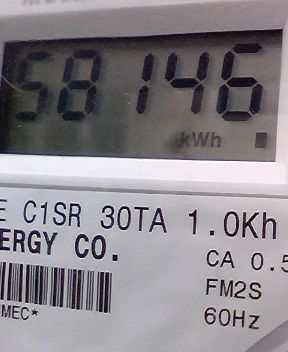 58146
kWh
E C1SR 30TA 1.0Kh
ERGY CO.
CA 0.5
FM2S
MEC*
60Hz